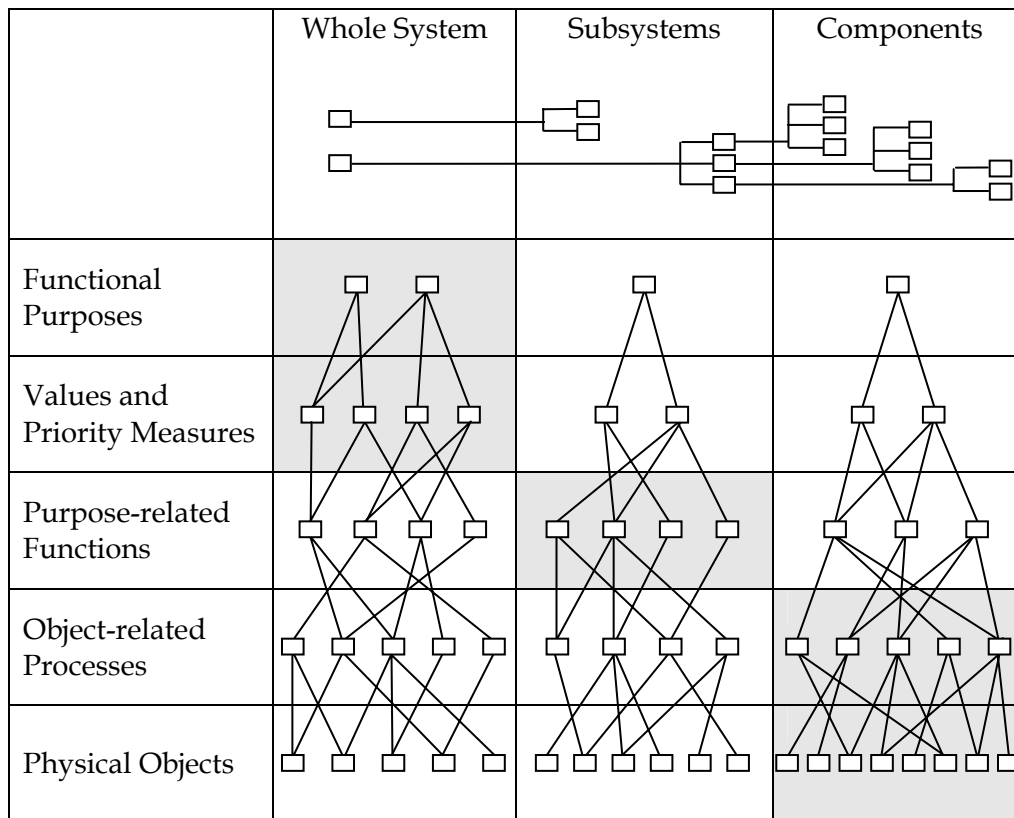 Whole System
Subsystems
Components
Functional
Purposes
Values and
Priority Measures
Purpose-related
Functions
Object-related
Processes
Physical Objects